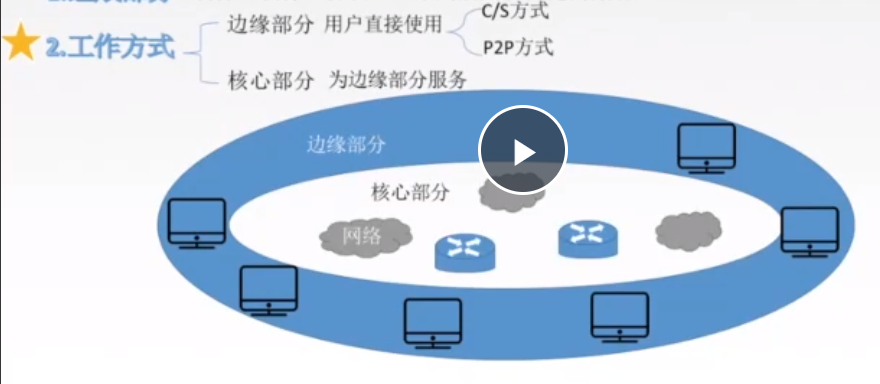 C/S方式
边缘部分 用户直接使用
2.工作方式
P2P方式
核心部分 为边缘部分服务
边缘部分
核心部分
网络